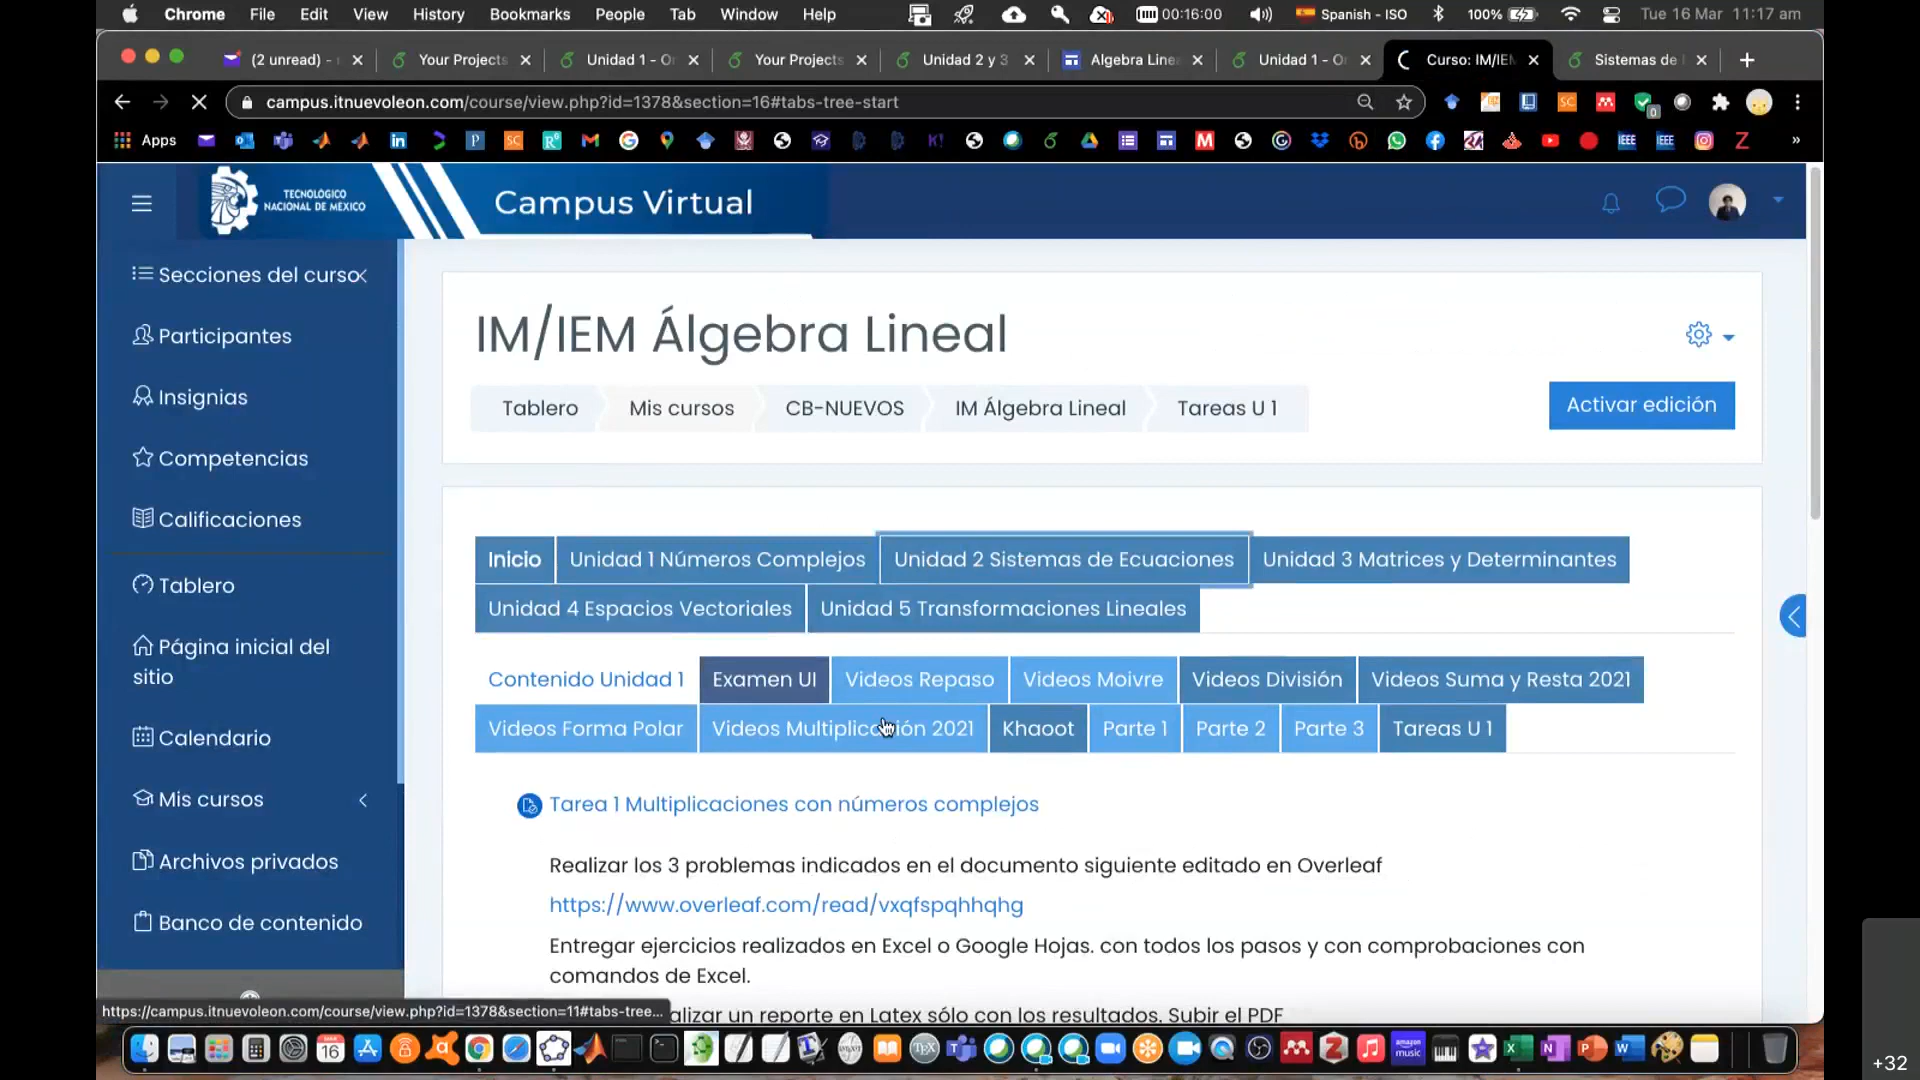 Chrome File Edit View History Bookmarks People Tab Window Help 00:16:00 Spanish - ISO 100% Tue 16 Mar 11:17 am
(2 unread) - Your Projects Unidad 1 - O Your Projects Unidad 2 y 3 Algebra Line Unidad 1 - O Curso: IM/IE Sistemas de
campus.itnuevoleon.com/course/view.php?id=1378&section=16#tabs-tree-start
Apps
TECNOLÓGICO
NACIONAL DE MÉXICO
Campus Virtual
Secciones del curso
Participantes
Insignias
Competencias
Calificaciones
Tablero
Página inicial del
sitio
Calendario
Mis cursos
Archivos privados
Banco de contenido
IM/IEM Álgebra Lineal
Tablero Mis cursos CB-NUEVOS IM Álgebra Lineal Tareas U 1
Activar edición
Inicio Unidad 1 Números Complejos Unidad 2 Sistemas de Ecuaciones Unidad 3 Matrices y Determinantes
Unidad 4 Espacios Vectoriales Unidad 5 Transformaciones Lineales
Contenido Unidad 1 Examen UI Videos Repaso Videos Moivre Videos División Videos Suma y Resta 2021
Videos Forma Polar Videos Multiplicación 2021 Khaoot Parte 1 Parte 2 Parte 3 Tareas U 1
Tarea 1 Multiplicaciones con números complejos
Realizar los 3 problemas indicados en el documento siguiente editado en Overleaf
https://www.overleaf.com/read/vxqfspqhhqhg
Entregar ejercicios realizados en Excel o Google Hojas. con todos los pasos y con comprobaciones con
comandos de Excel.
alizar un reporte en Latex sólo con los resultados. Subir el PDF
https://campus.itnuevoleon.com/course/view.php?id=1378&section=11#tabs-tree...
+32